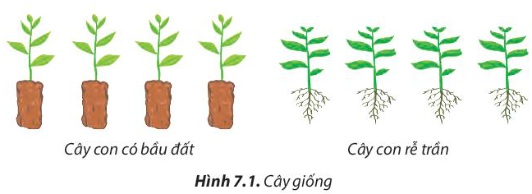 Cây con có bầu đất
Cây con rễ trần
Hình 7.1. Cây giống